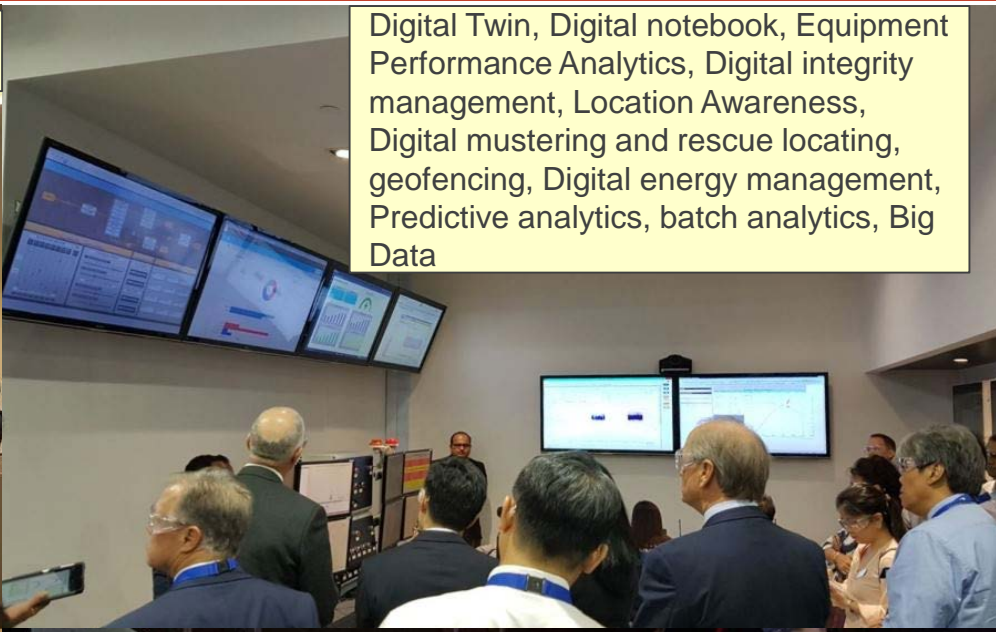 Digital Twin, Digital notebook, Equipment
Performance Analytics, Digital integrity
management, Location Awareness,
Digital mustering and rescue locating,
geofencing, Digital energy management,
Predictive analytics, batch analytics, Big
Data